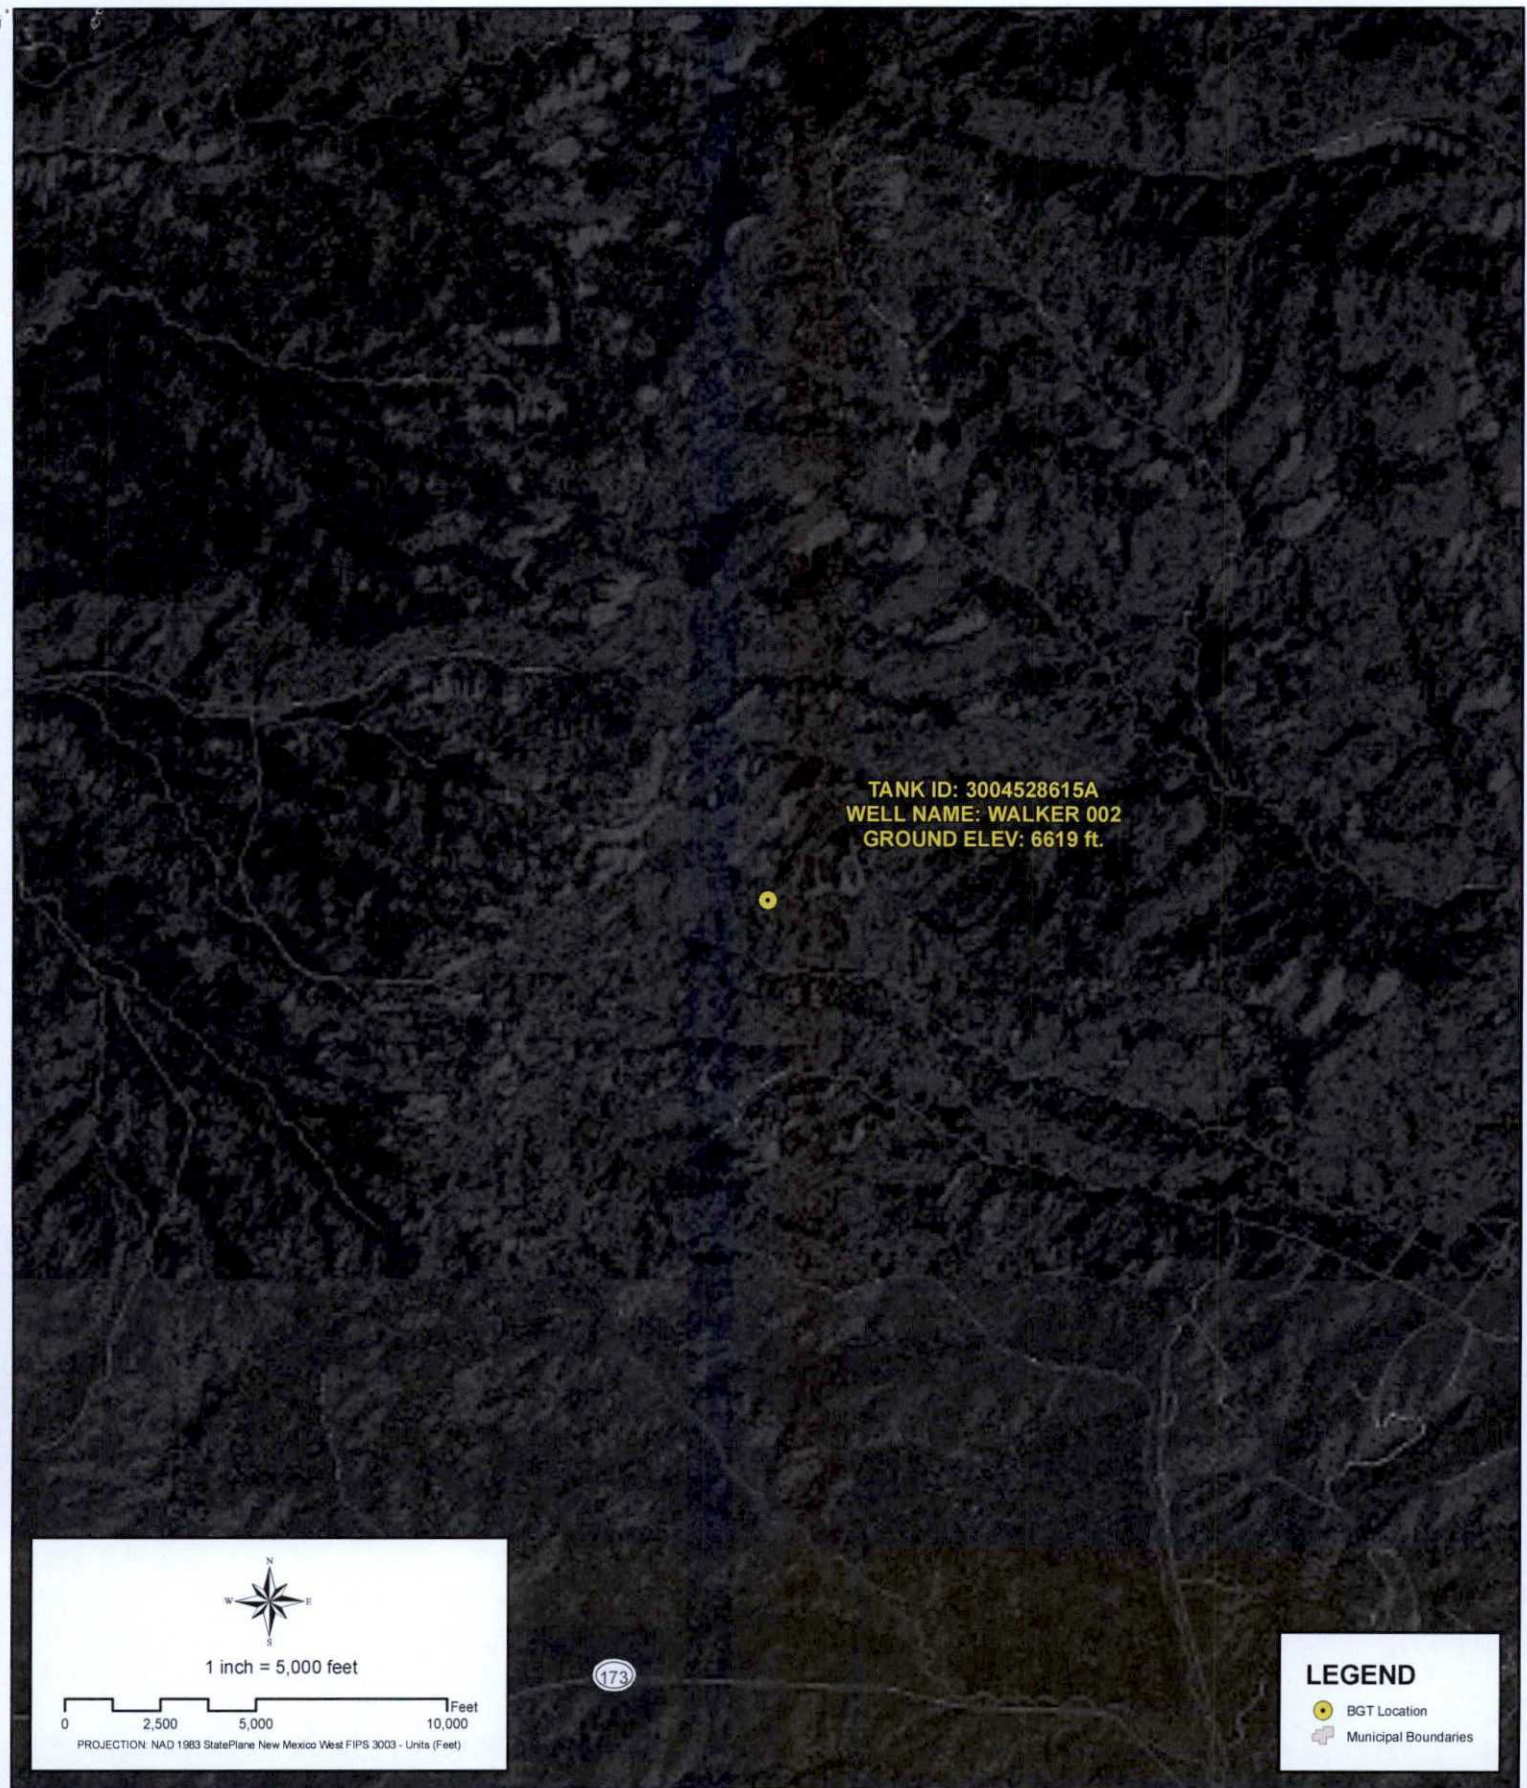 TANK ID: 3004528615A
WELL NAME: WALKER 002
GROUND ELEV: 6619 ft.
N
W E
S
1 inch = 5,000 feet
Feet
0 2,500 5,000 10,000
PROJECTION: NAD 1983 StatePlane New Mexico West FIPS 3003 - Units (Feet)
173
LEGEND
BGT Location
Municipal Boundaries